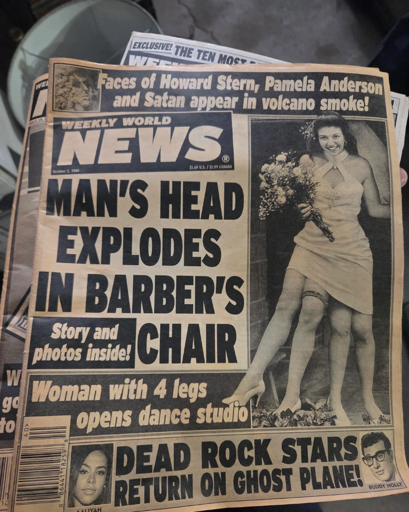 EXCLUSIVE! THE TEN MOST
Faces of Howard Stern, Pamela Anderson
and Satan appear in volcano smoke!
WEEKLY WORLD
NEWS®
MAN'S HEAD
EXPLODES
IN BARBER'S
CHAIR
Story and
photos inside!
Woman with 4 legs
opens dance studio
DEAD ROCK STARS
RETURN ON GHOST PLANE!
AALIYAH
BUDDY HOLLY